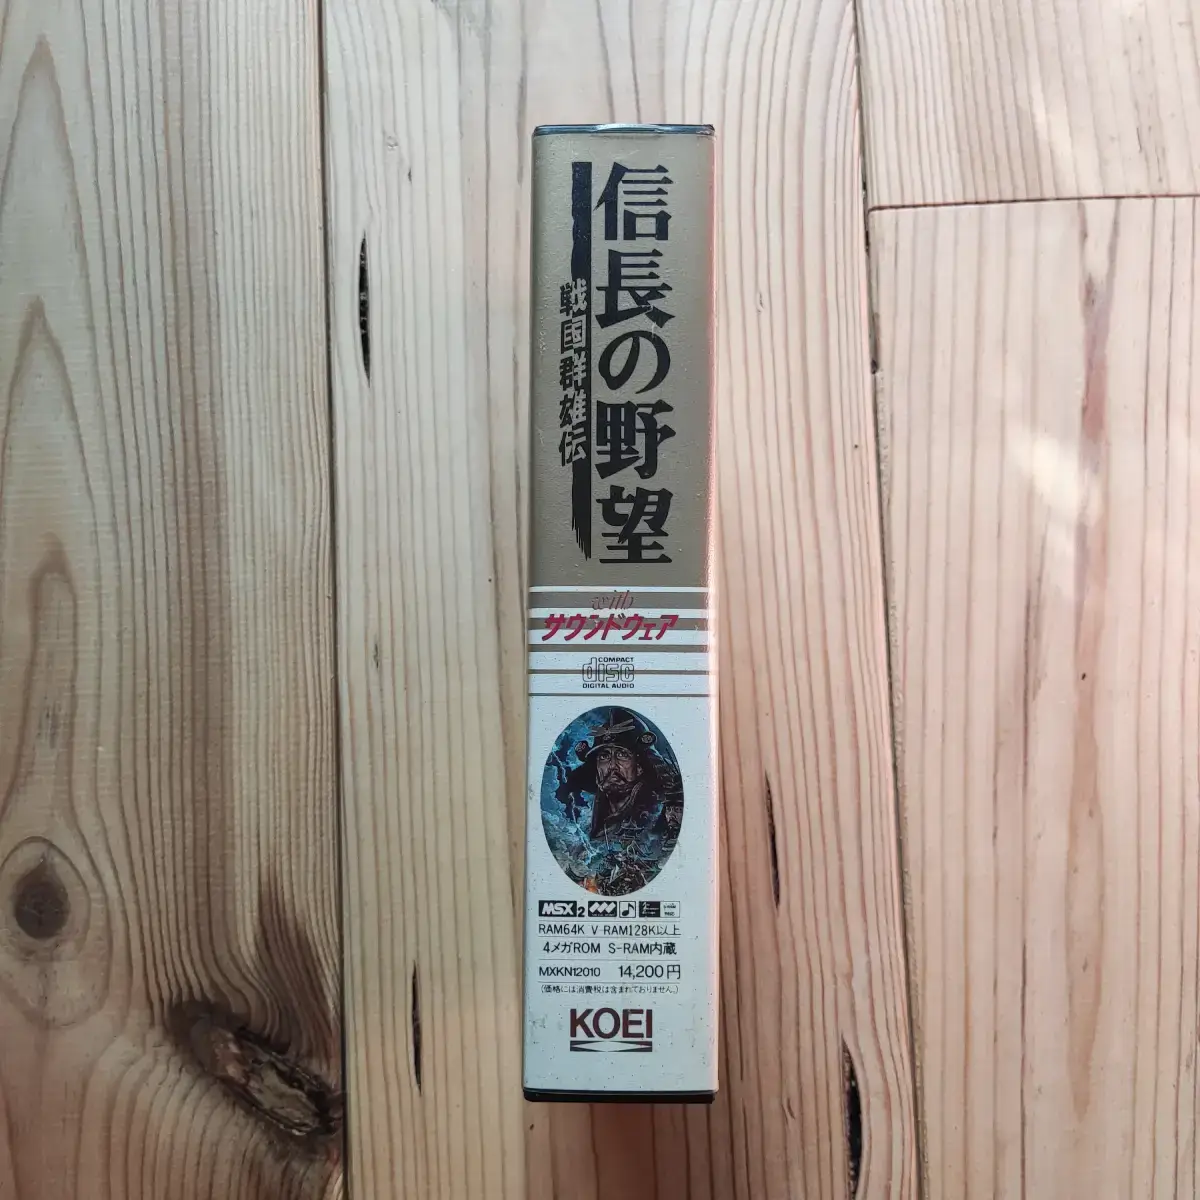 信長の野望
戦国群雄伝
with
サウンドウェア
COMPACT
disc
DIGITAL AUDIO
MSX2
RAM64K V-RAM128K以上
4メガROM S-RAM内蔵
MXKN12010 14,200円
(価格には消費税は含まれておりません。)
KOEI